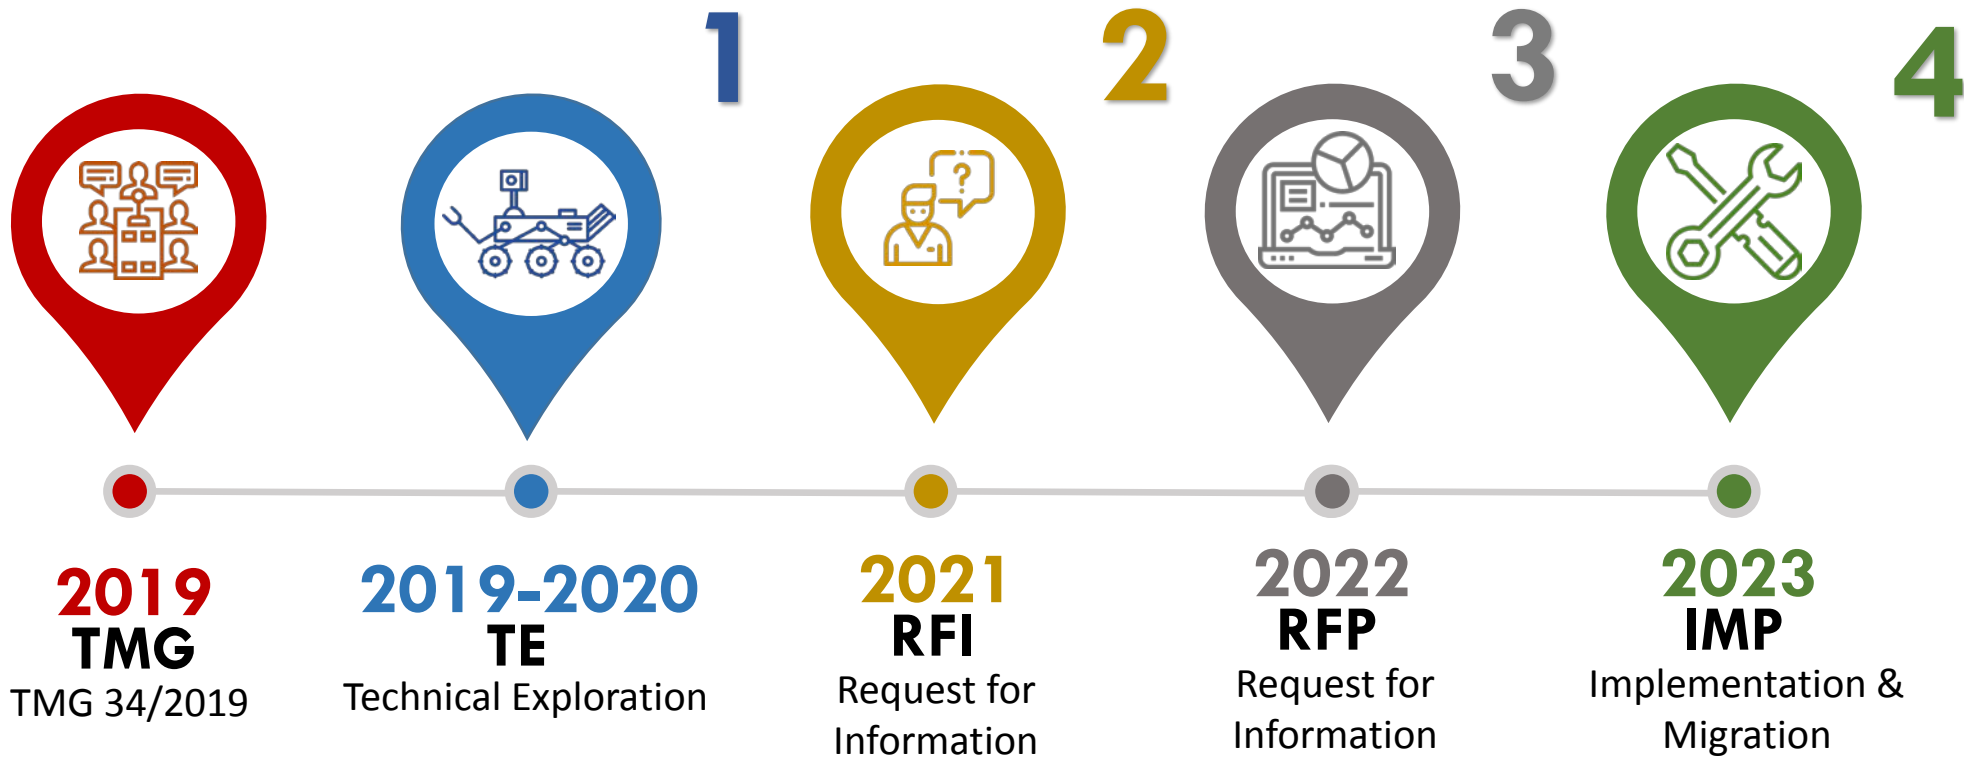 1
2
3
4
2019
TMG
TMG 34/2019
2019-2020
TE
Technical Exploration
2021
RFI
Request for
Information
2022
RFP
Request for
Information
2023
IMP
Implementation &
Migration